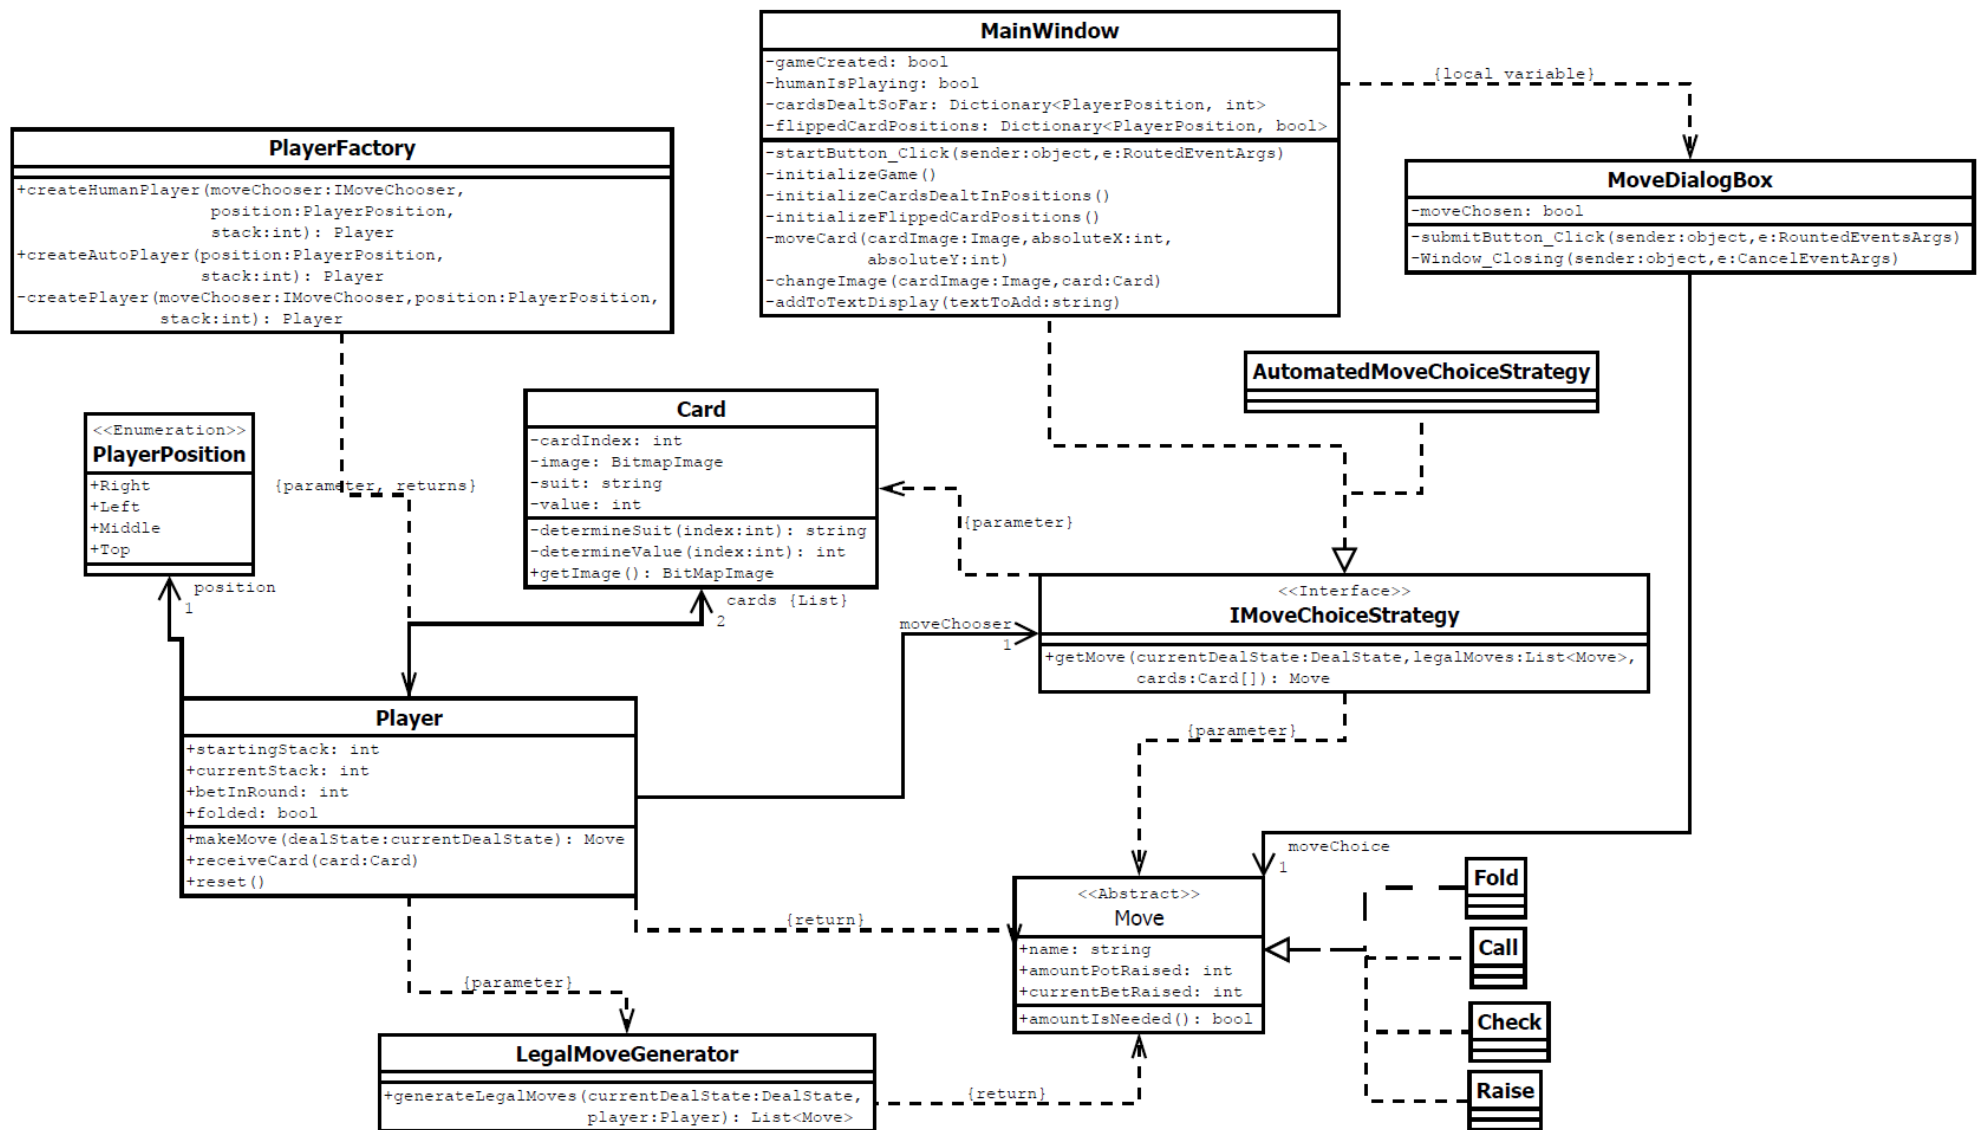 MainWindow
-gameCreated: bool
-humanIsPlaying: bool
-cardsDealtSoFar: Dictionary<PlayerPosition, int>
-flippedCardPositions: Dictionary<PlayerPosition, bool>
-startButton_Click(sender:object,e:RoutedEventArgs)
-initializeGame()
-initializeCardsDealtInPositions()
-initializeFlippedCardPositions()
-moveCard(cardImage:Image,absoluteX:int,
absoluteY:int)
-changeImage(cardImage:Image,card:Card)
-addToTextDisplay(textToAdd:string)
{local variable}
PlayerFactory
+createHumanPlayer(moveChooser:IMoveChooser,
position:PlayerPosition,
stack:int): Player
+createAutoPlayer(position:PlayerPosition,
stack:int): Player
-createPlayer(moveChooser:IMoveChooser,position:PlayerPosition,
stack:int): Player
MoveDialogBox
-moveChosen: bool
-submitButton_Click(sender:object,e:RountedEventsArgs)
-Window_Closing(sender:object,e:CancelEventArgs)
AutomatedMoveChoiceStrategy
<<Enumeration>>
PlayerPosition
+Right
+Left
+Middle
+Top
position
1
{parameter, returns}
Card
-cardIndex: int
-image: BitmapImage
-suit: string
-value: int
-determineSuit(index:int): string
-determineValue(index:int): int
+getImage(): BitMapImage
cards {List}
2
{parameter}
<<Interface>>
IMoveChoiceStrategy
+getMove(currentDealState:DealState,legalMoves:List<Move>,
cards:Card[]): Move
moveChooser
1
{parameter}
Player
+startingStack: int
+currentStack: int
+betInRound: int
+folded: bool
+makeMove(dealState:currentDealState): Move
+receiveCard(card:Card)
+reset()
{return}
{parameter}
moveChoice
1
<<Abstract>>
Move
+name: string
+amountPotRaised: int
+currentBetRaised: int
+amountIsNeeded(): bool
Fold
Call
Check
Raise
LegalMoveGenerator
+generateLegalMoves(currentDealState:DealState,
player:Player): List<Move>
{return}